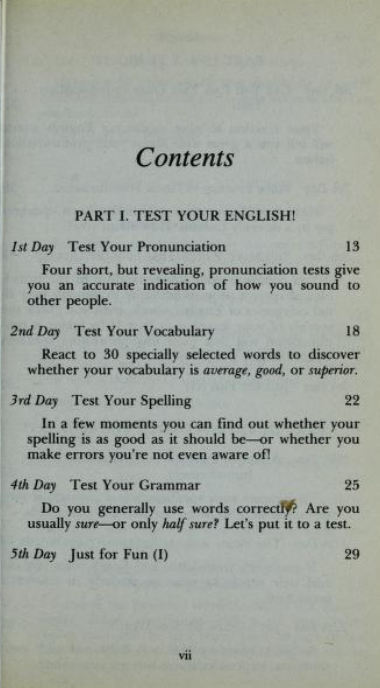 Contents
PART I. TEST YOUR ENGLISH!
1st Day Test Your Pronunciation 13
Four short, but revealing, pronunciation tests give
you an accurate indication of how you sound to
other people.
2nd Day Test Your Vocabulary 18
React to 30 specially selected words to discover
whether your vocabulary is average, good, or superior.
3rd Day Test Your Spelling 22
In a few moments you can find out whether your
spelling is as good as it should be—or whether you
make errors you're not even aware of!
4th Day Test Your Grammar 25
Do you generally use words correctly? Are you
usually sure—or only half sure? Let's put it to a test.
5th Day Just for Fun (I) 29
vii